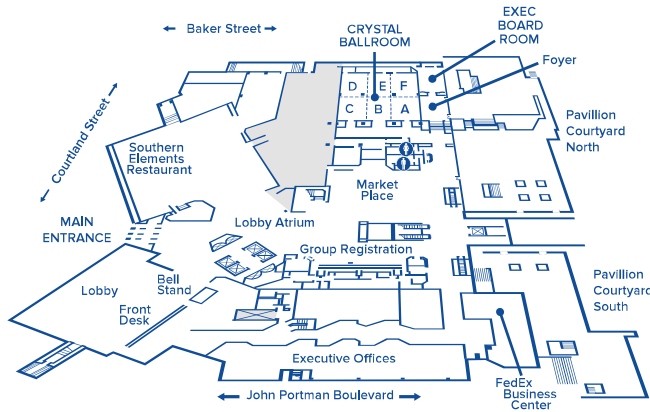 Baker Street
CRYSTAL
BALLROOM
EXEC
BOARD
ROOM
Foyer
D E F
C B A
Courtland Street
Southern
Elements
Restaurant
Pavillion
Courtyard
North
Market
Place
MAIN
ENTRANCE
Lobby Atrium
Group Registration
Lobby
Bell
Stand
Front
Desk
Pavillion
Courtyard
South
Executive Offices
FedEx
Business
Center
John Portman Boulevard